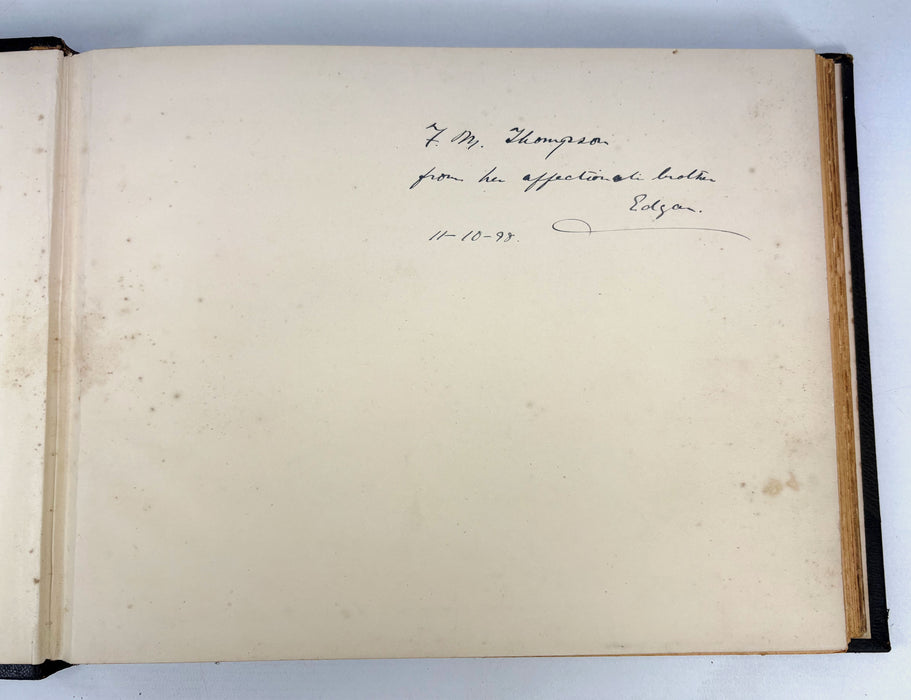 F. M. Thompson
from her affectionate brother
Edgar.
11-10-98.